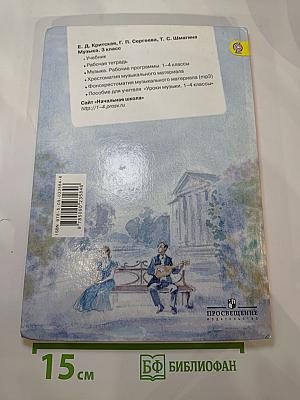 Е. Д. Критская, Г. П. Сергеева, Т. С. Шмагина
Музыка. 3 класс
• Учебник
• Рабочая тетрадь
• Музыка. Рабочие программы. 1–4 классы
• Хрестоматия музыкального материала
• Фонохрестоматия музыкального материала (mp3)
• Пособие для учителя «Уроки музыки. 1–4 классы»
Сайт «Начальная школа»
http://1–4.prosv.ru
ПРОСВЕЩЕНИЕ
ИЗДАТЕЛЬСТВО
15 см
БФ БИБЛИОФАН